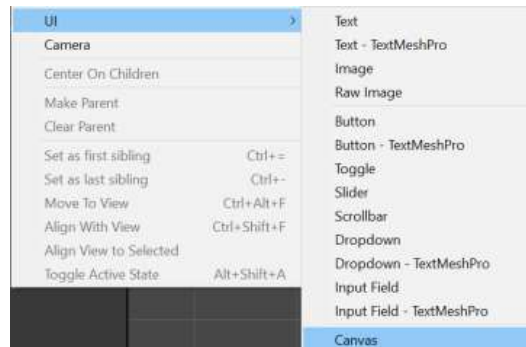 UI
Camera
Center On Children
Make Parent
Clear Parent
Set as first sibling Ctrl+=
Set as last sibling Ctrl+-
Move To View Ctrl+Alt+F
Align With View Ctrl+Shift+F
Align View to Selected
Toggle Active State Alt+Shift+A
Text
Text - TextMeshPro
Image
Raw Image
Button
Button - TextMeshPro
Toggle
Slider
Scrollbar
Dropdown
Dropdown - TextMeshPro
Input Field
Input Field - TextMeshPro
Canvas